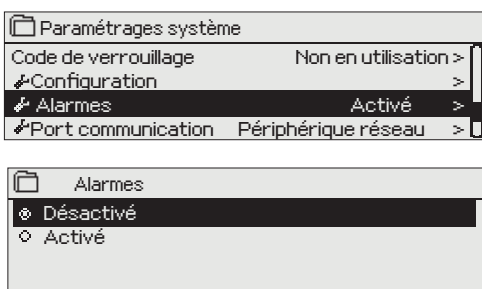 Paramétrages système
Code de verrouillage Non en utilisation >
Configuration >
Alarmes Activé >
Port communication Périphérique réseau >
Alarmes
Désactivé
Activé